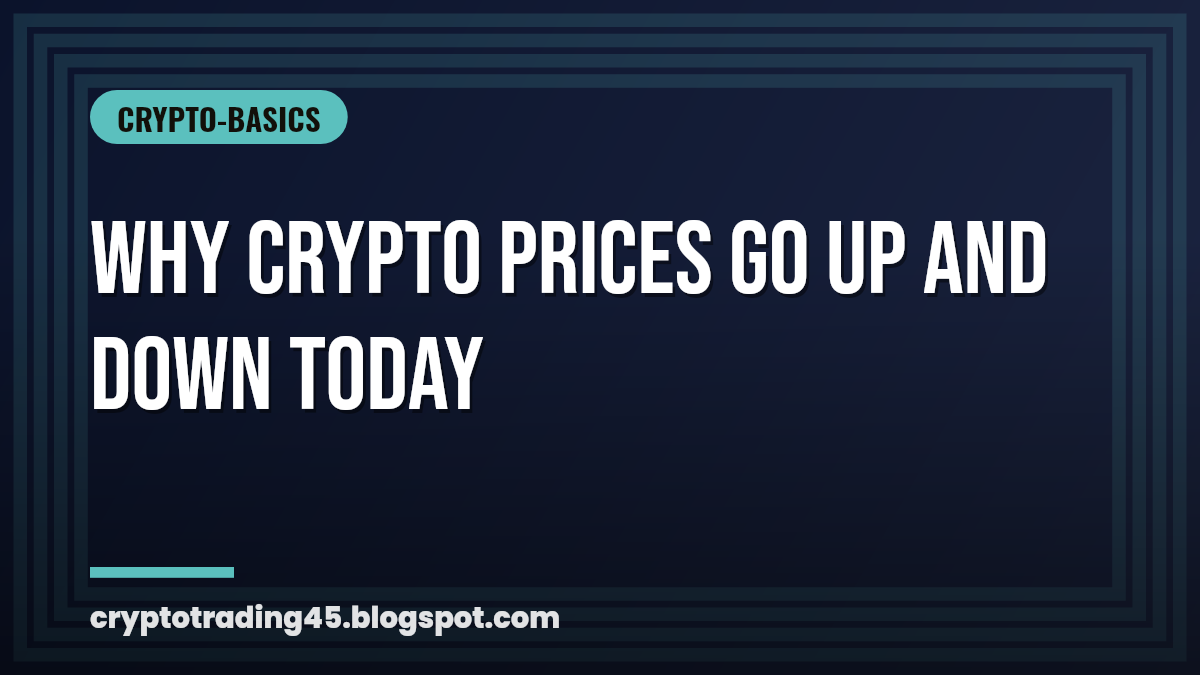 CRYPTO-BASICS
WHY CRYPTO PRICES GO UP AND
DOWN TODAY
cryptotrading45.blogspot.com